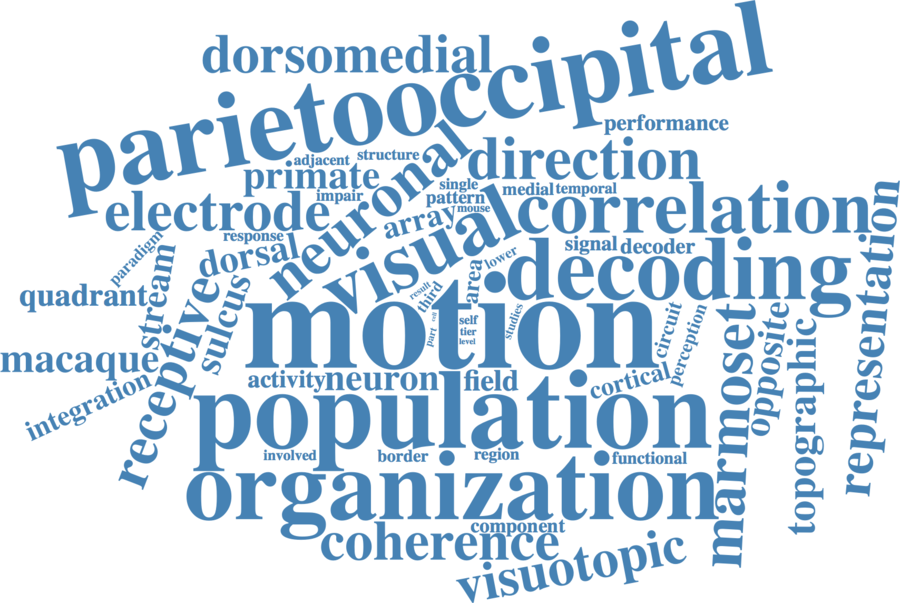 dorsomedial
parietooccipital
performance
adjacent
structure
primate
direction
impair
single
pattern
medial
temporal
mouse
electrode
neuronal
array
visual
correlation
response
dorsal
signal
decoder
paradigm
stream
quadrant
receptive
sulcus
result
third
area
lower
decoding
representation
motion
part
cell
self
tier
level
studies
circuit
perception
marmoset
opposite
topographic
macaque
integration
activity
neuron
field
cortical
population
involved
border
region
functional
organization
component
coherence
visuotopic